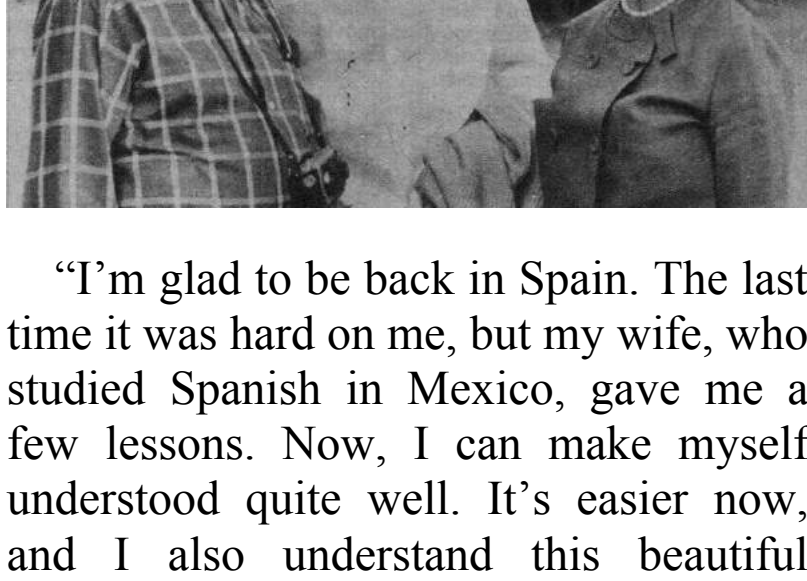 “I’m glad to be back in Spain. The last
time it was hard on me, but my wife, who
studied Spanish in Mexico, gave me a
few lessons. Now, I can make myself
understood quite well. It’s easier now,
and I also understand this beautiful